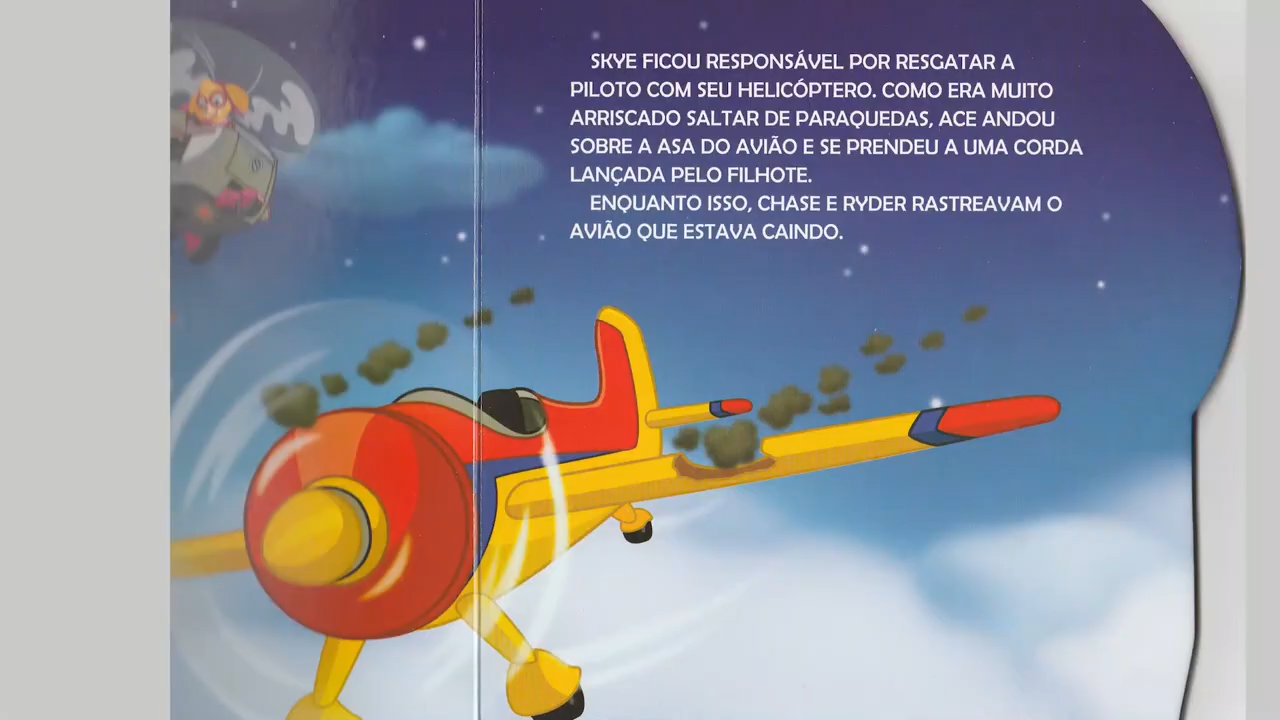 SKYE FICOU RESPONSÁVEL POR RESGATAR A
PILOTO COM SEU HELICÓPTERO. COMO ERA MUITO
ARRISCADO SALTAR DE PARAQUEDAS, ACE ANDOU
SOBRE A ASA DO AVIÃO E SE PRENDEU A UMA CORDA
LANÇADA PELO FILHOTE.
ENQUANTO ISSO, CHASE E RYDER RASTREAVAM O
AVIÃO QUE ESTAVA CAINDO.